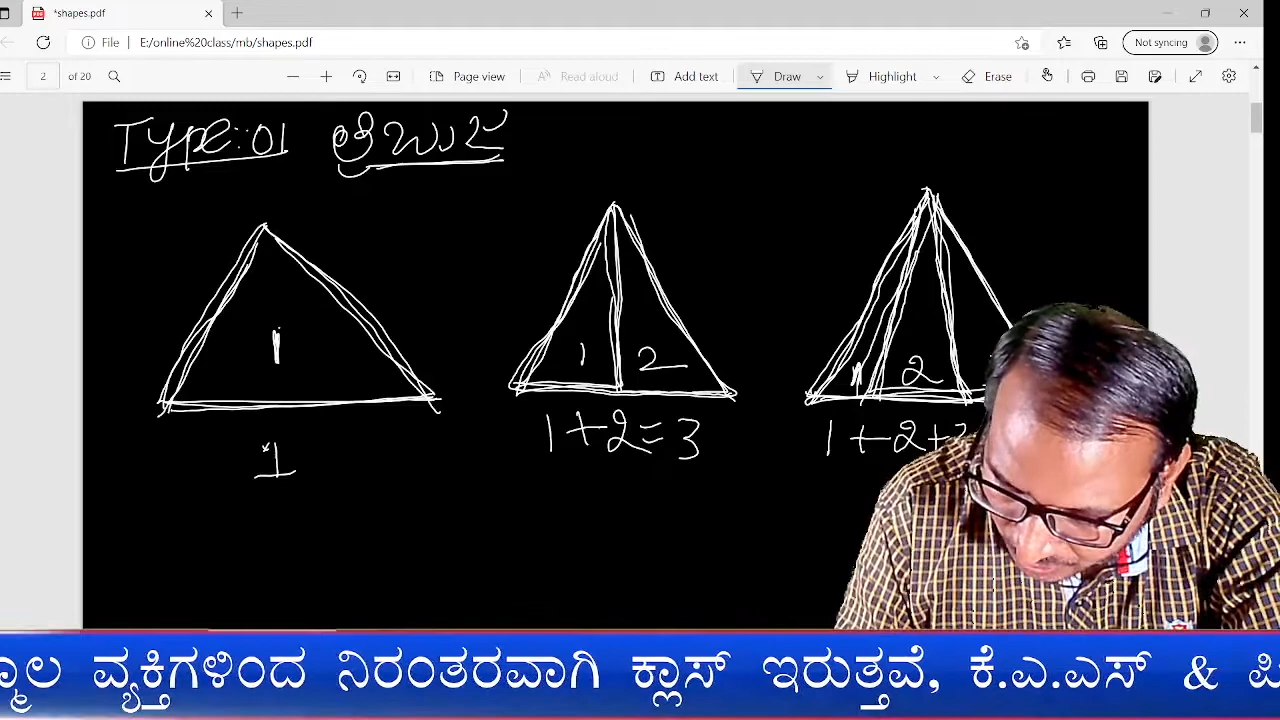 *shapes.pdf
File | E:/online%20class/mb/shapes.pdf
Not syncing
2 of 20
Page view
Read aloud
Add text
Draw
Highlight
Erase
Type:01 ತ್ರಿಭುಜ
1
1 2
1 2
1
1+2=3
1+2+3
ವ್ಯಕ್ತಿಗಳಿಂದ ನಿರಂತರವಾಗಿ ಕ್ಲಾಸ್ ಇರುತ್ತವೆ, ಕೆ.ಎ.ಎಸ್ &